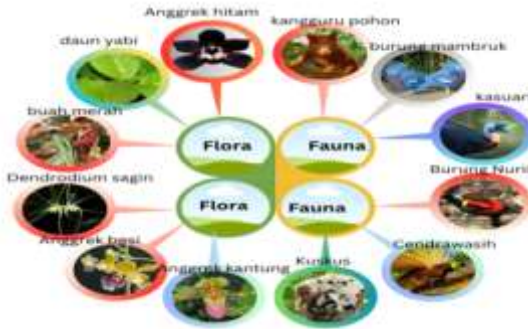 Anggrek hitam
kangguru pohon
daun yabi
burung mambruk
buah merah
kasuari
Flora
Fauna
Dendrodium sagin
Burung Nuri
Flora
Fauna
Anggrek besi
Cendrawasih
Anggrek kantung
Kuskus